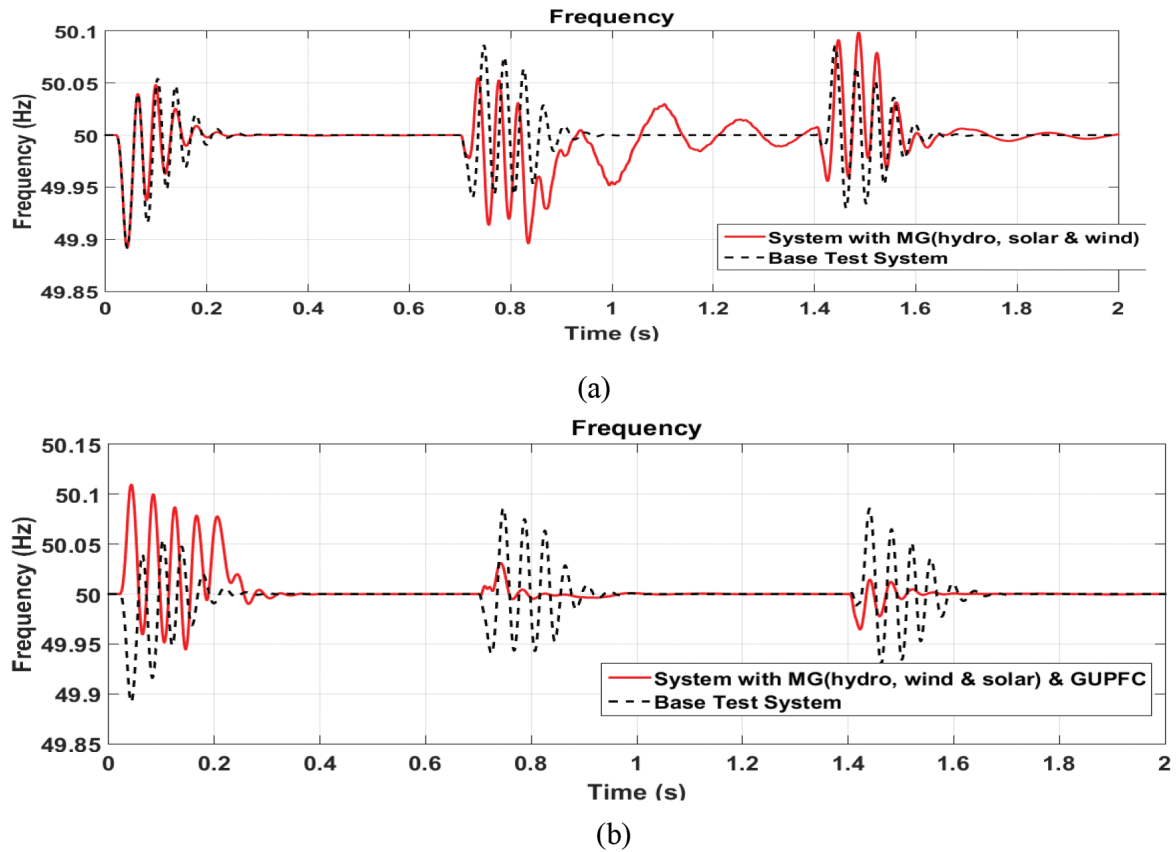 Frequency
50.1
50.05
50
49.95
49.9
49.85
Frequency (Hz)
System with MG(hydro, solar & wind)
Base Test System
0 0.2 0.4 0.6 0.8 1 1.2 1.4 1.6 1.8 2
Time (s)
(a)
Frequency
50.15
50.1
50.05
50
49.95
49.9
49.85
Frequency (Hz)
System with MG(hydro, wind & solar) & GUPFC
Base Test System
0 0.2 0.4 0.6 0.8 1 1.2 1.4 1.6 1.8 2
Time (s)
(b)